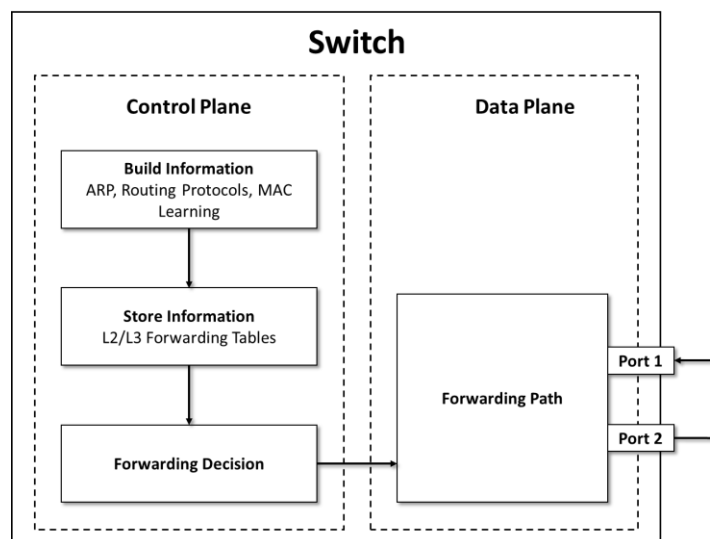 Switch
Control Plane
Build Information
ARP, Routing Protocols, MAC
Learning
Store Information
L2/L3 Forwarding Tables
Forwarding Decision
Data Plane
Forwarding Path
Port 1
Port 2